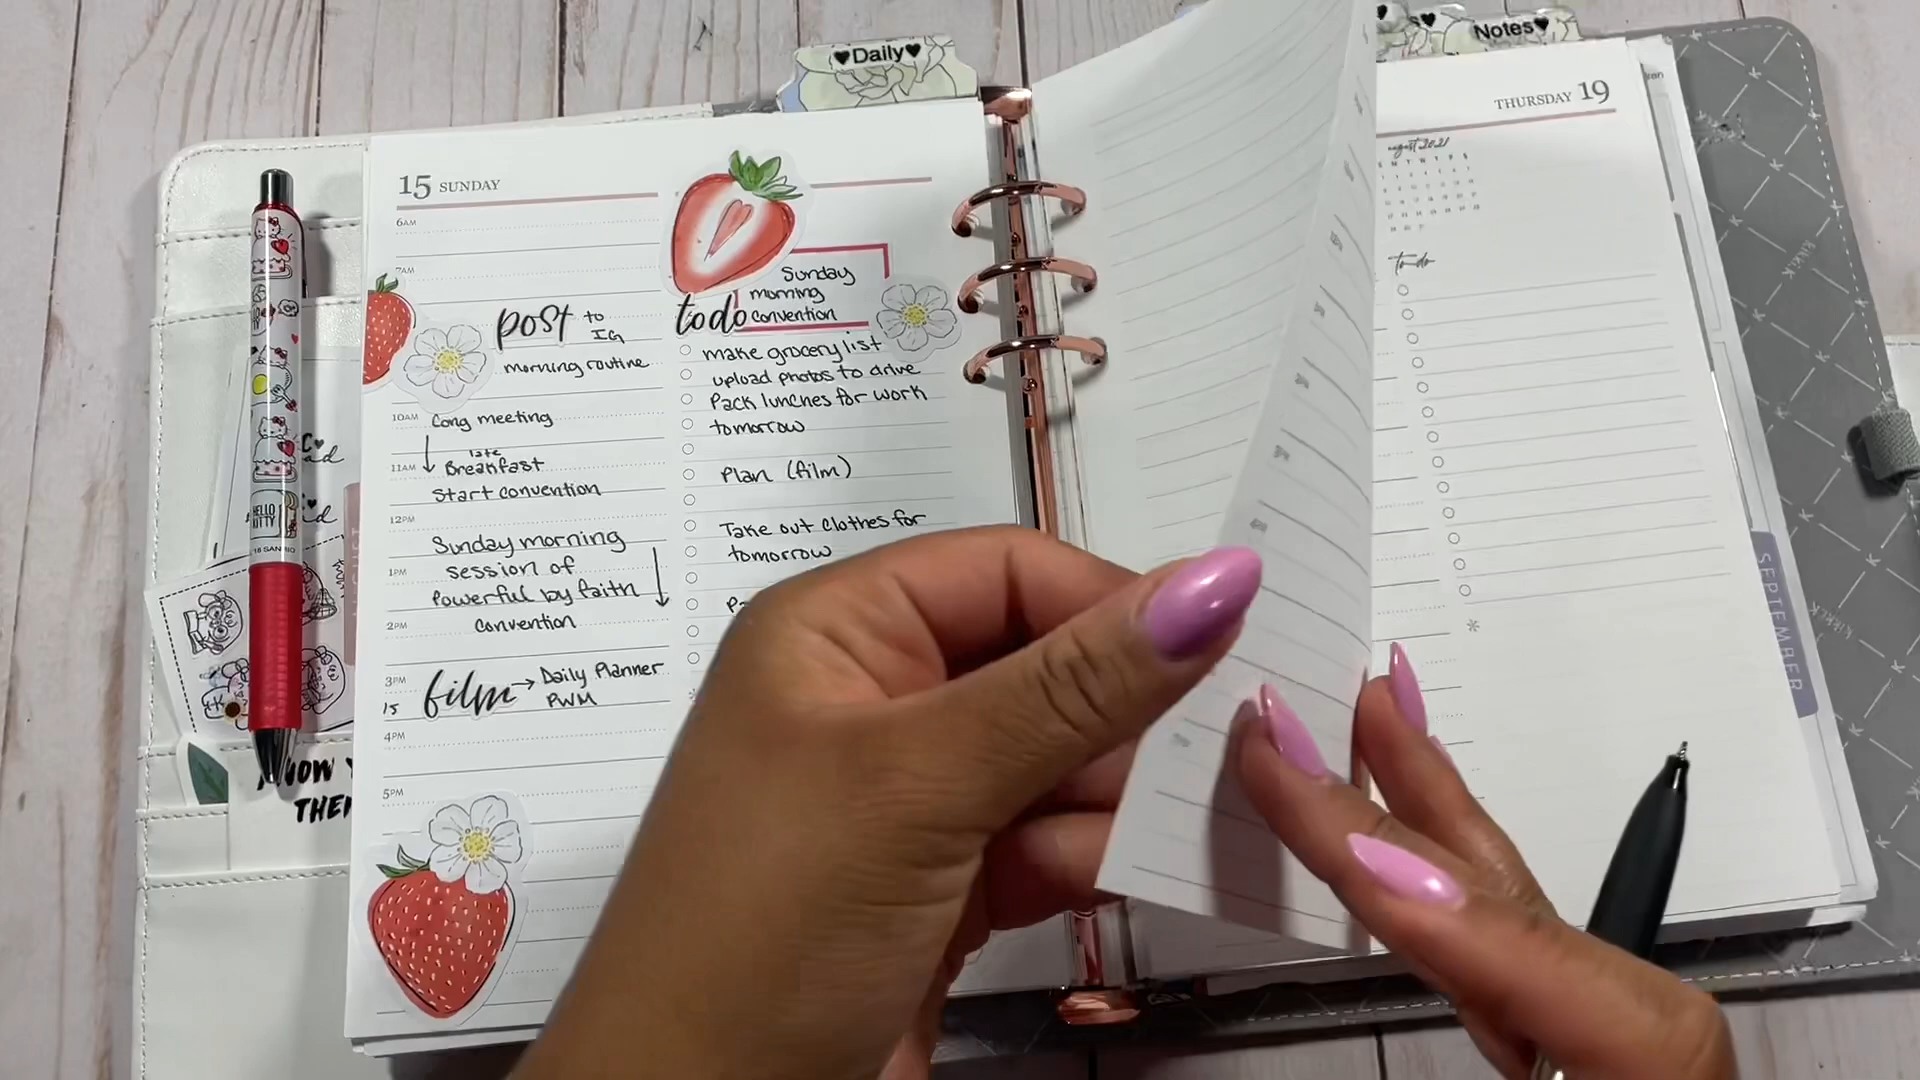 ♥Daily♥
Notes♥
THURSDAY 19
august 2021
to do
*
SEPTEMBER
15 SUNDAY
6AM
7AM
post to
IG
morning routine
10AM Cong meeting
late
11AM Breakfast
Start convention
12PM
Sunday morning
1PM session of
Powerful by faith
2PM convention
3PM film → Daily Planner
15 PWM
4PM
5PM
Sunday
morning
convention
to do
make grocery list
upload photos to drive
Pack lunches for work
tomorrow
Plan (film)
Take out clothes for
tomorrow
HELLO
KITTY
KIKKI.K